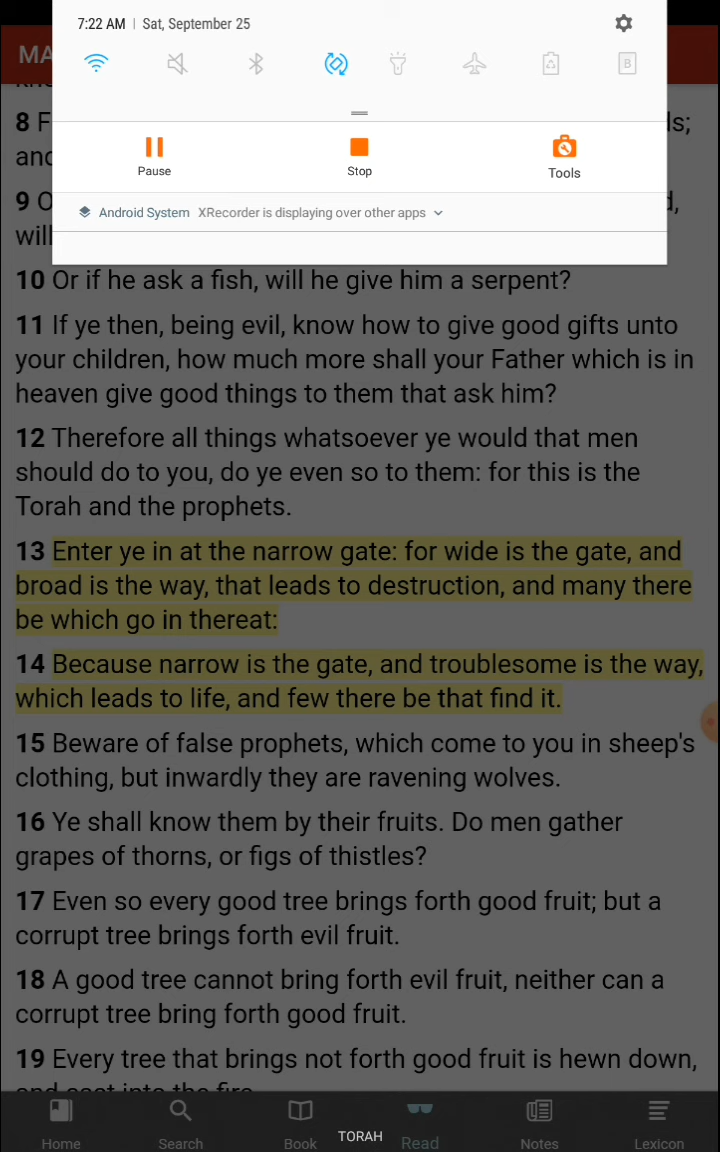 7:22 AM | Sat, September 25
MA
B
8 F
ds;
Pause
Stop
Tools
and
9 O
d,
Android System XRecorder is displaying over other apps
will
10 Or if he ask a fish, will he give him a serpent?
11 If ye then, being evil, know how to give good gifts unto
your children, how much more shall your Father which is in
heaven give good things to them that ask him?
12 Therefore all things whatsoever ye would that men
should do to you, do ye even so to them: for this is the
Torah and the prophets.
13 Enter ye in at the narrow gate: for wide is the gate, and
broad is the way, that leads to destruction, and many there
be which go in thereat:
14 Because narrow is the gate, and troublesome is the way,
which leads to life, and few there be that find it.
15 Beware of false prophets, which come to you in sheep's
clothing, but inwardly they are ravening wolves.
16 Ye shall know them by their fruits. Do men gather
grapes of thorns, or figs of thistles?
17 Even so every good tree brings forth good fruit; but a
corrupt tree brings forth evil fruit.
18 A good tree cannot bring forth evil fruit, neither can a
corrupt tree bring forth good fruit.
19 Every tree that brings not forth good fruit is hewn down,
and cast into the fire.
Home Search Book TORAH Read Notes Lexicon